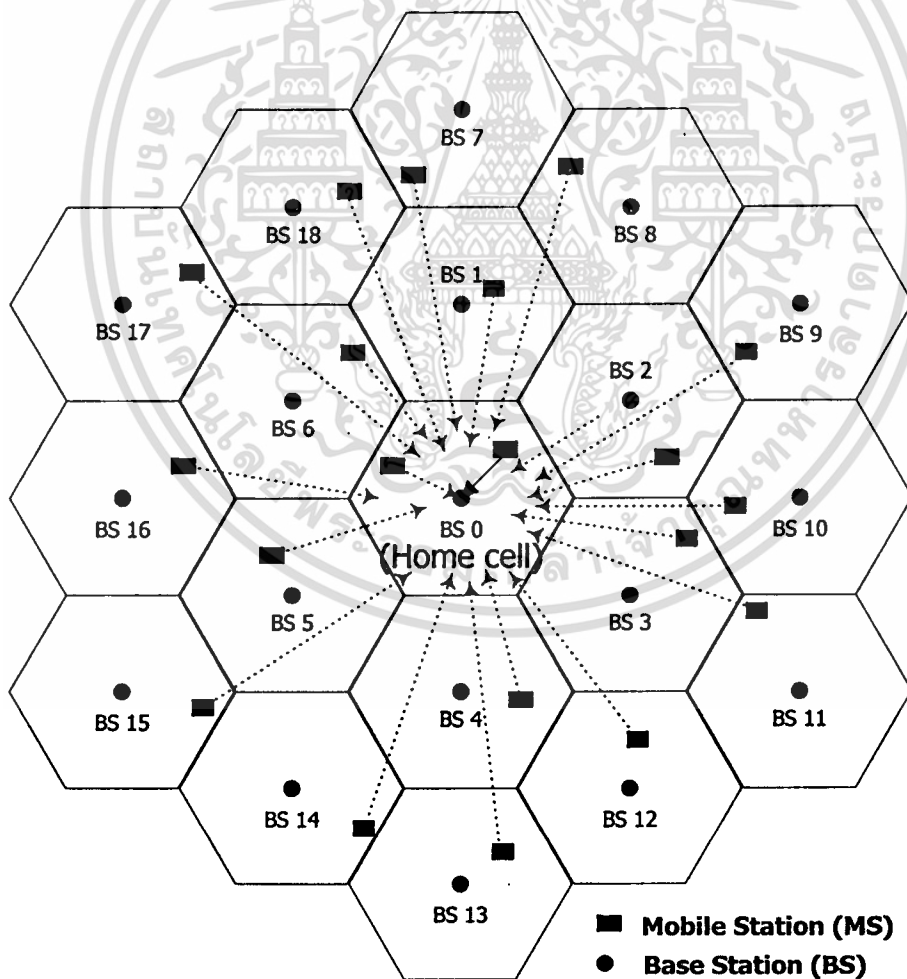 BS 7
BS 18
BS 8
BS 1
BS 17
BS 9
BS 2
BS 6
BS 16
BS 0
(Home cell)
BS 10
BS 5
BS 3
BS 15
BS 4
BS 11
BS 14
BS 12
BS 13
Mobile Station (MS)
Base Station (BS)